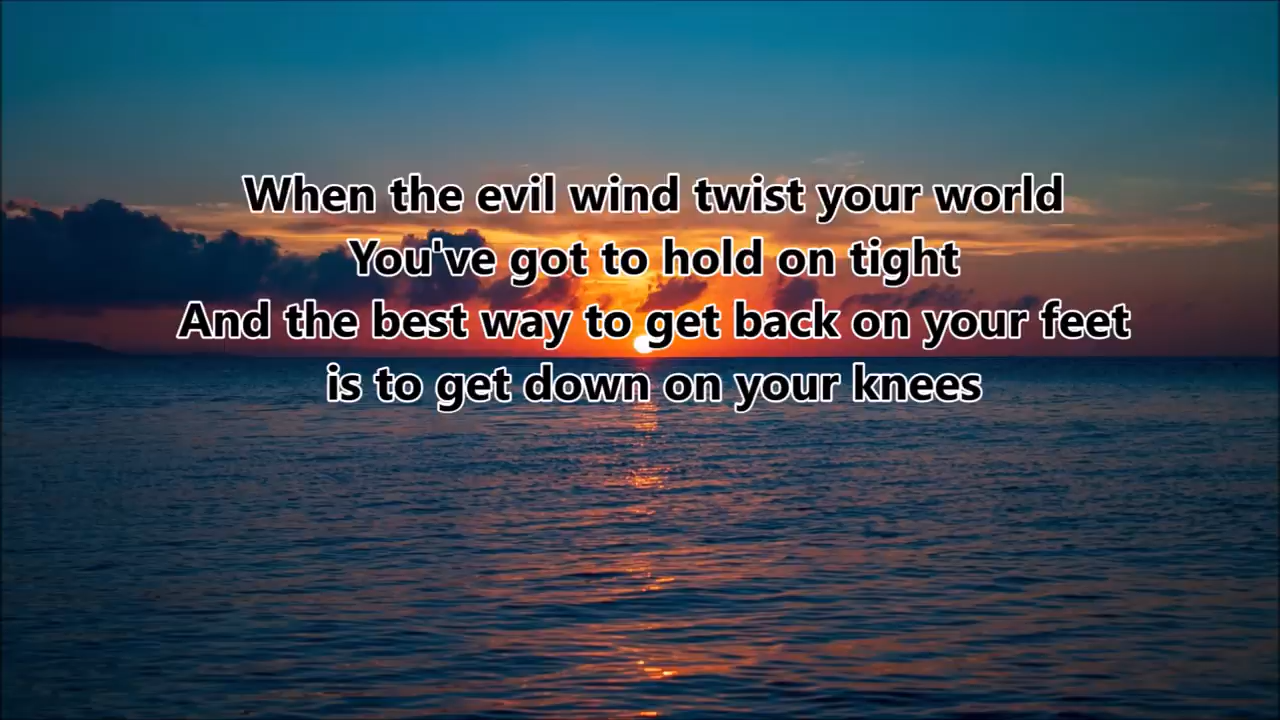 When the evil wind twist your world
You've got to hold on tight
And the best way to get back on your feet
is to get down on your knees